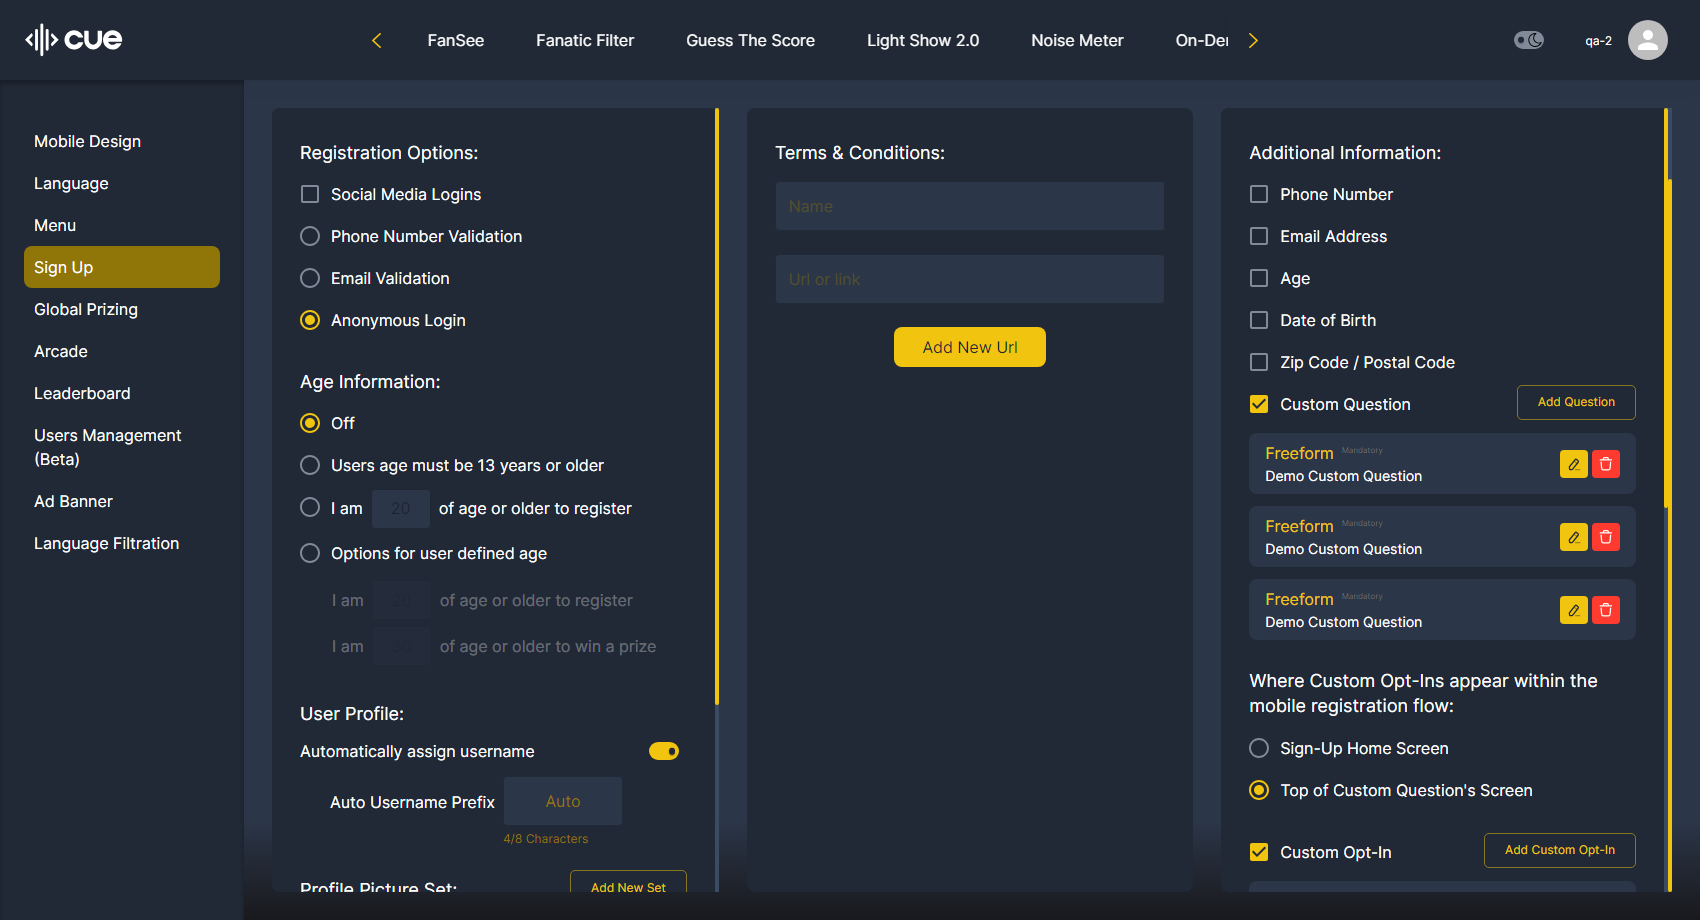 cue
FanSee
Fanatic Filter
Guess The Score
Light Show 2.0
Noise Meter
On-De
qa-2
Mobile Design
Language
Menu
Sign Up
Global Prizing
Arcade
Leaderboard
Users Management
(Beta)
Ad Banner
Language Filtration
Registration Options:
Social Media Logins
Phone Number Validation
Email Validation
Anonymous Login
Age Information:
Off
Users age must be 13 years or older
I am 20 of age or older to register
Options for user defined age
I am of age or older to register
I am of age or older to win a prize
User Profile:
Automatically assign username
Auto Username Prefix Auto
4/8 Characters
Profile Picture Set: Add New Set
Terms & Conditions:
Name
Url or link
Add New Url
Additional Information:
Phone Number
Email Address
Age
Date of Birth
Zip Code / Postal Code
Custom Question Add Question
Freeform Mandatory
Demo Custom Question
Freeform Mandatory
Demo Custom Question
Freeform Mandatory
Demo Custom Question
Where Custom Opt-Ins appear within the
mobile registration flow:
Sign-Up Home Screen
Top of Custom Question's Screen
Custom Opt-In Add Custom Opt-In